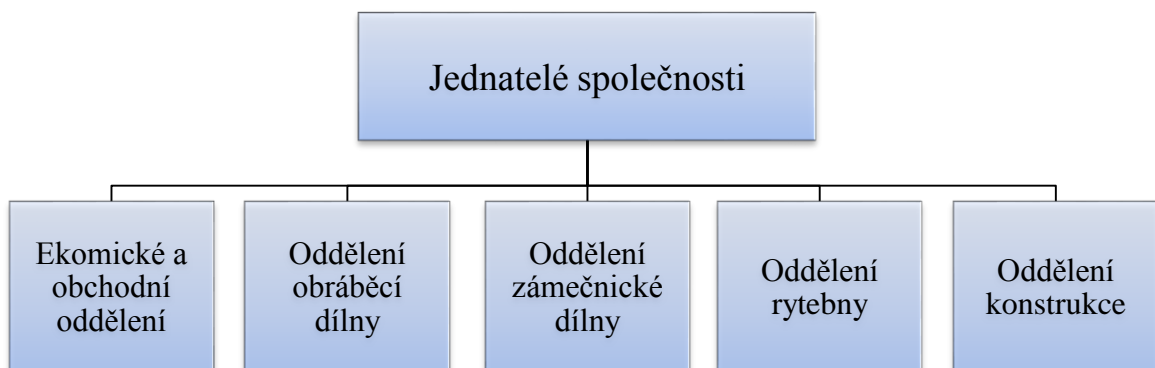 Jednatelé společnosti
Ekomické a
obchodní
oddělení
Oddělení
obráběcí
dílny
Oddělení
zámečnické
dílny
Oddělení
rytebny
Oddělení
konstrukce